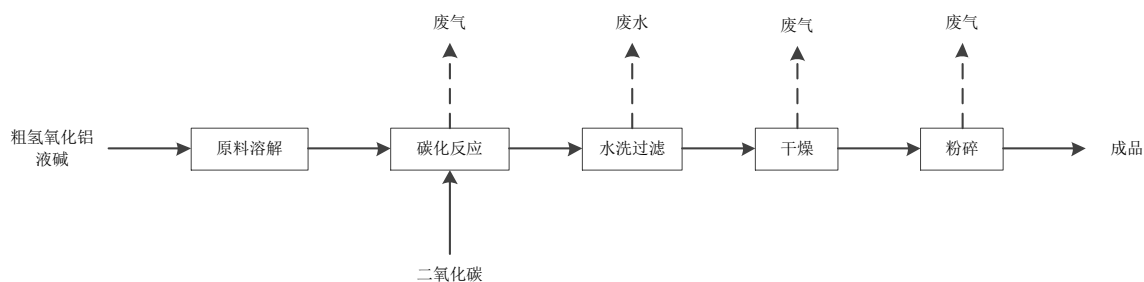 废气
废水
废气
废气
粗氢氧化铝
液碱
原料溶解
碳化反应
水洗过滤
干燥
粉碎
成品
二氧化碳